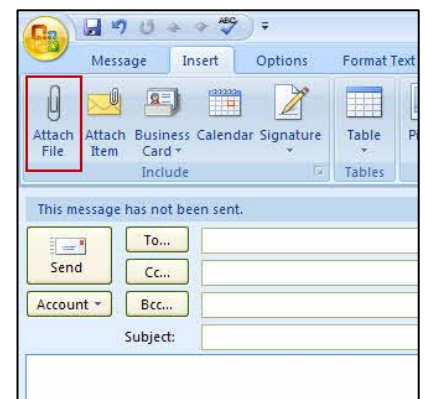 ABC
Message Insert Options Format Text
Attach File
Attach Item
Business Card
Calendar
Signature
Table
Include
Tables
This message has not been sent.
Send
To...
Cc...
Account
Bcc...
Subject: